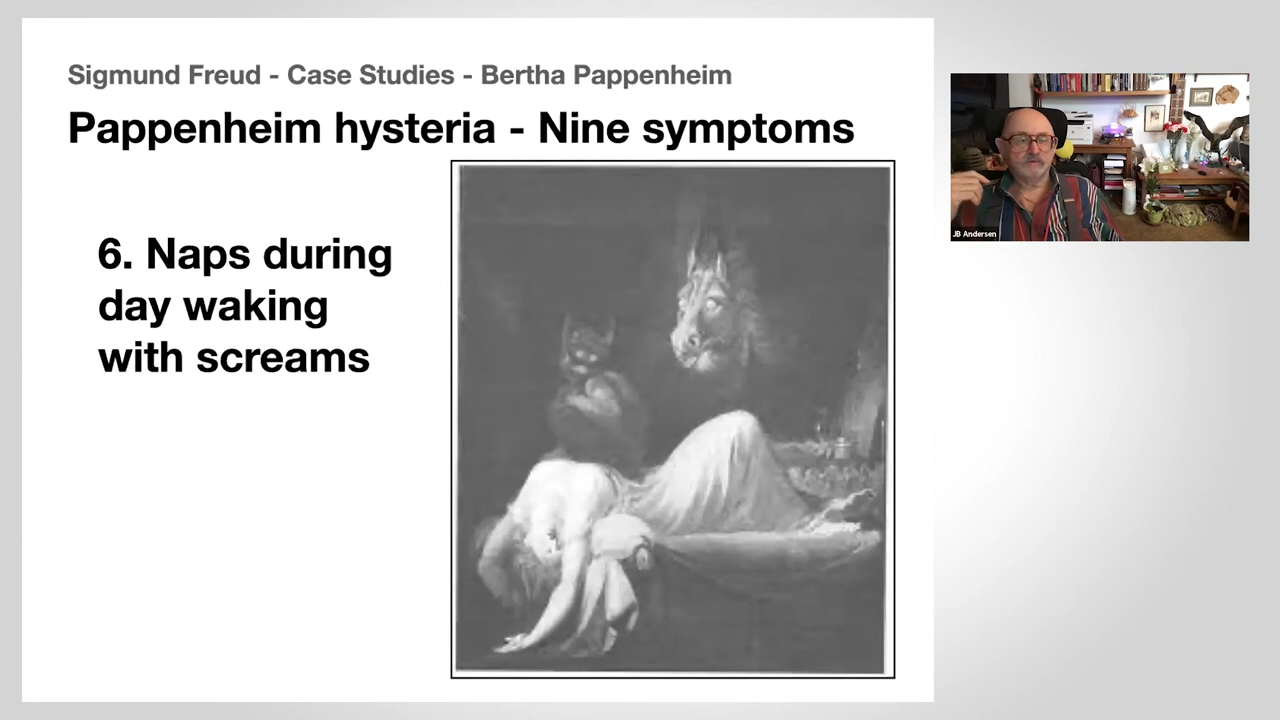 Sigmund Freud - Case Studies - Bertha Pappenheim
Pappenheim hysteria - Nine symptoms
6. Naps during
day waking
with screams
JB Andersen